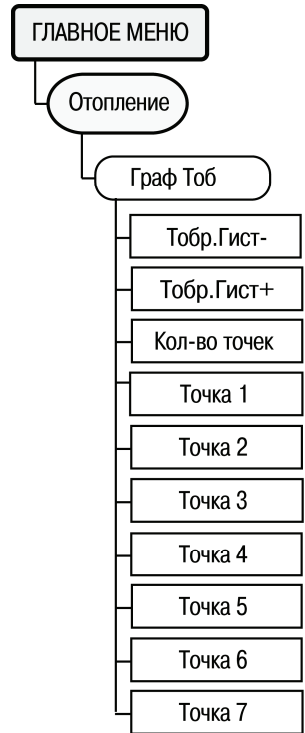 ГЛАВНОЕ МЕНЮ
Отопление
Граф Тоб
Тобр.Гист-
Тобр.Гист+
Кол-во точек
Точка 1
Точка 2
Точка 3
Точка 4
Точка 5
Точка 6
Точка 7